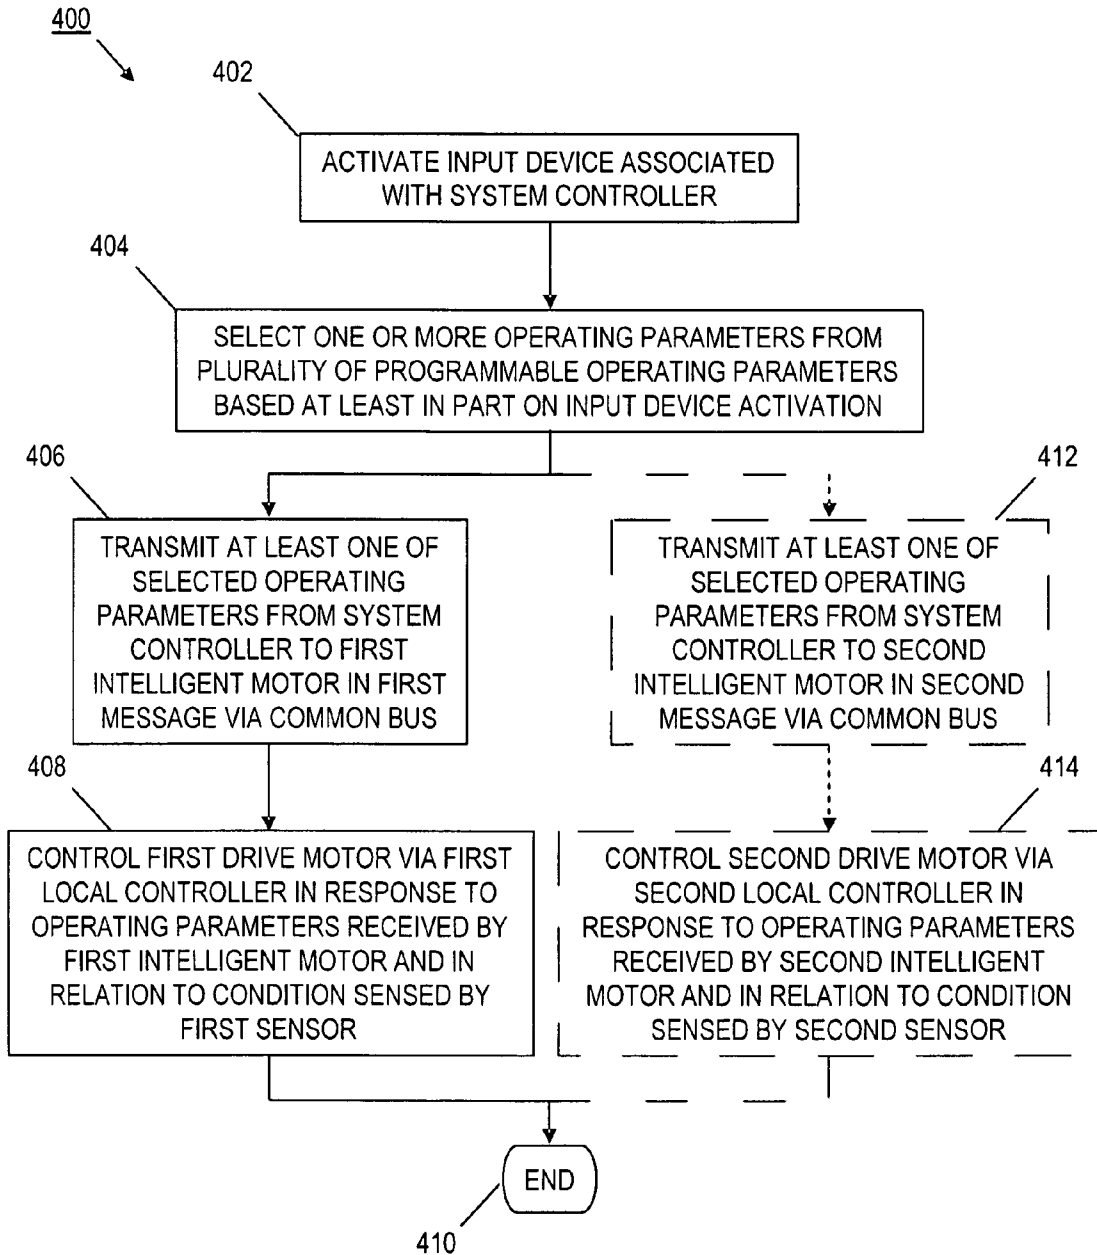 400
402
ACTIVATE INPUT DEVICE ASSOCIATED
WITH SYSTEM CONTROLLER
404
SELECT ONE OR MORE OPERATING PARAMETERS FROM
PLURALITY OF PROGRAMMABLE OPERATING PARAMETERS
BASED AT LEAST IN PART ON INPUT DEVICE ACTIVATION
406
TRANSMIT AT LEAST ONE OF
SELECTED OPERATING
PARAMETERS FROM SYSTEM
CONTROLLER TO FIRST
INTELLIGENT MOTOR IN FIRST
MESSAGE VIA COMMON BUS
412
TRANSMIT AT LEAST ONE OF
SELECTED OPERATING
PARAMETERS FROM SYSTEM
CONTROLLER TO SECOND
INTELLIGENT MOTOR IN SECOND
MESSAGE VIA COMMON BUS
408
CONTROL FIRST DRIVE MOTOR VIA FIRST
LOCAL CONTROLLER IN RESPONSE TO
OPERATING PARAMETERS RECEIVED BY
FIRST INTELLIGENT MOTOR AND IN
RELATION TO CONDITION SENSED BY
FIRST SENSOR
414
CONTROL SECOND DRIVE MOTOR VIA
SECOND LOCAL CONTROLLER IN
RESPONSE TO OPERATING PARAMETERS
RECEIVED BY SECOND INTELLIGENT
MOTOR AND IN RELATION TO CONDITION
SENSED BY SECOND SENSOR
END
410